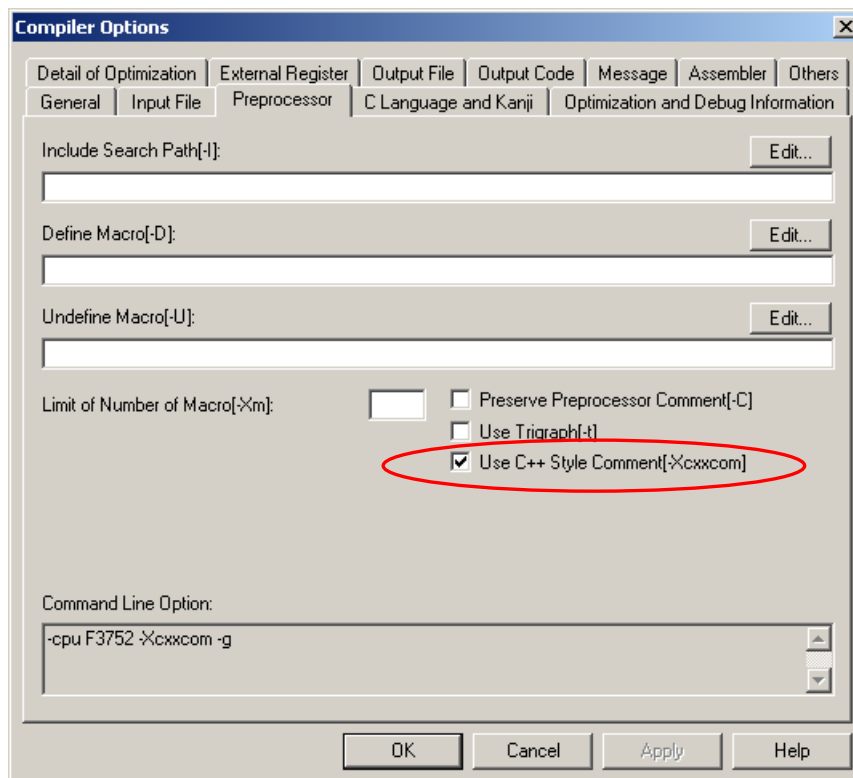 Compiler Options
Detail of Optimization External Register Output File Output Code Message Assembler Others
General Input File Preprocessor C Language and Kanji Optimization and Debug Information
Include Search Path[-I]: Edit...
Define Macro[-D]: Edit...
Undefine Macro[-U]: Edit...
Limit of Number of Macro[-Xm]: Preserve Preprocessor Comment[-C]
Use Trigraph[-t]
Use C++ Style Comment[-Xcxxcom]
Command Line Option:
-cpu F3752 -Xcxxcom -g
OK Cancel Apply Help